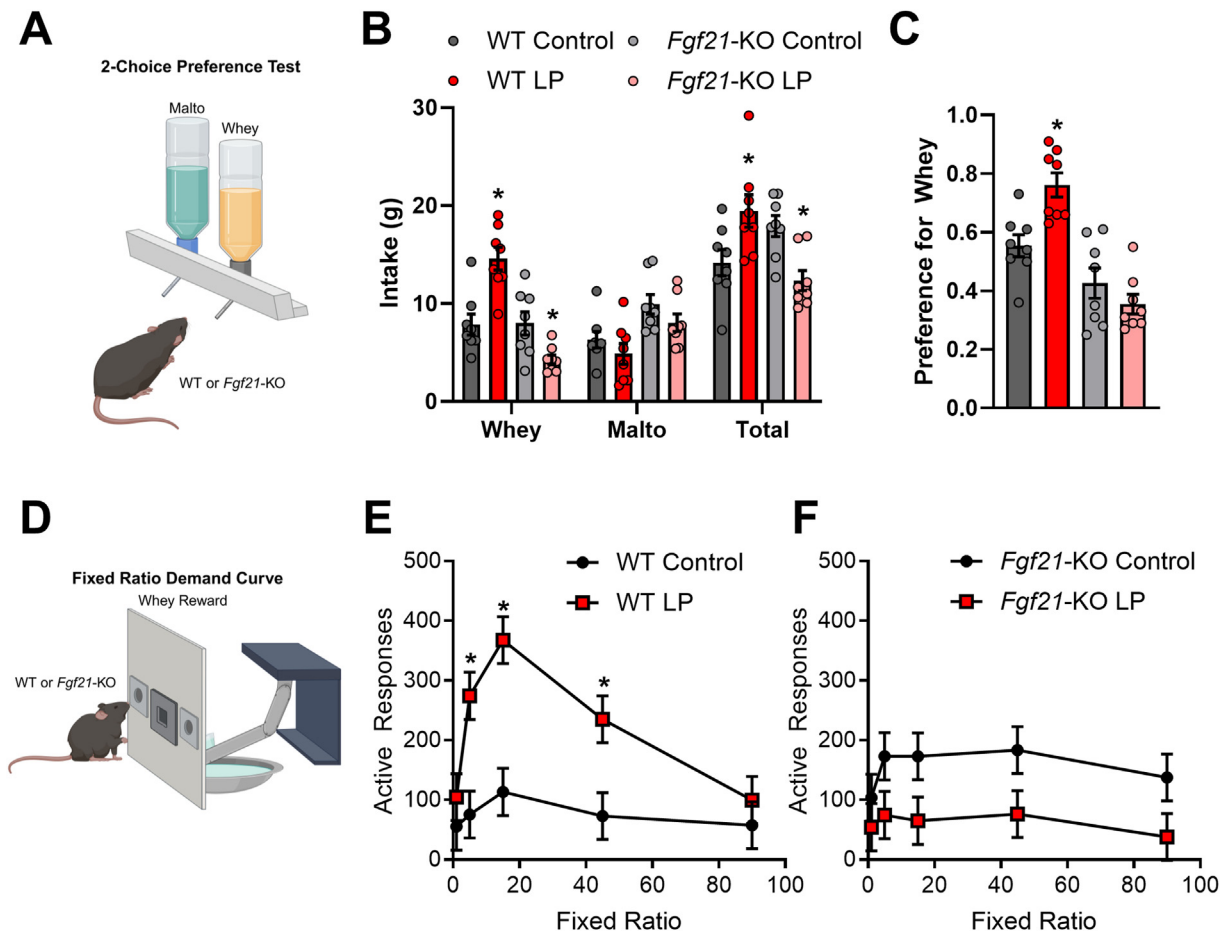 A
2-Choice Preference Test
Malto
Whey
WT or Fgf21-KO
B
WT Control
Fgf21-KO Control
WT LP
Fgf21-KO LP
30
20
10
0
Intake (g)
*
*
*
*
Whey
Malto
Total
C
1.0
0.8
0.6
0.4
0.2
0.0
Preference for Whey
*
D
Fixed Ratio Demand Curve
Whey Reward
WT or Fgf21-KO
E
WT Control
WT LP
500
400
300
200
100
0
Active Responses
*
*
*
0
20
40
60
80
100
Fixed Ratio
F
Fgf21-KO Control
Fgf21-KO LP
500
400
300
200
100
0
Active Responses
0
20
40
60
80
100
Fixed Ratio